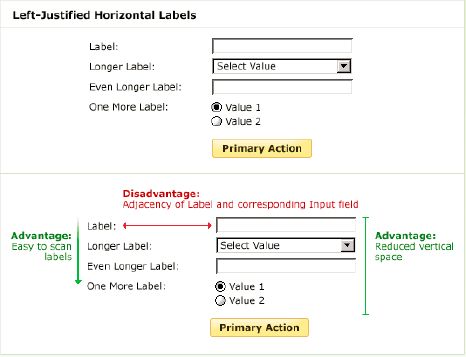 Left-Justified Horizontal Labels
Label:
Longer Label: Select Value
Even Longer Label:
One More Label: Value 1
Value 2
Primary Action
Disadvantage:
Adjacency of Label and corresponding Input field
Advantage:
Easy to scan
labels
Label:
Longer Label: Select Value
Even Longer Label:
One More Label: Value 1
Value 2
Primary Action
Advantage:
Reduced vertical
space